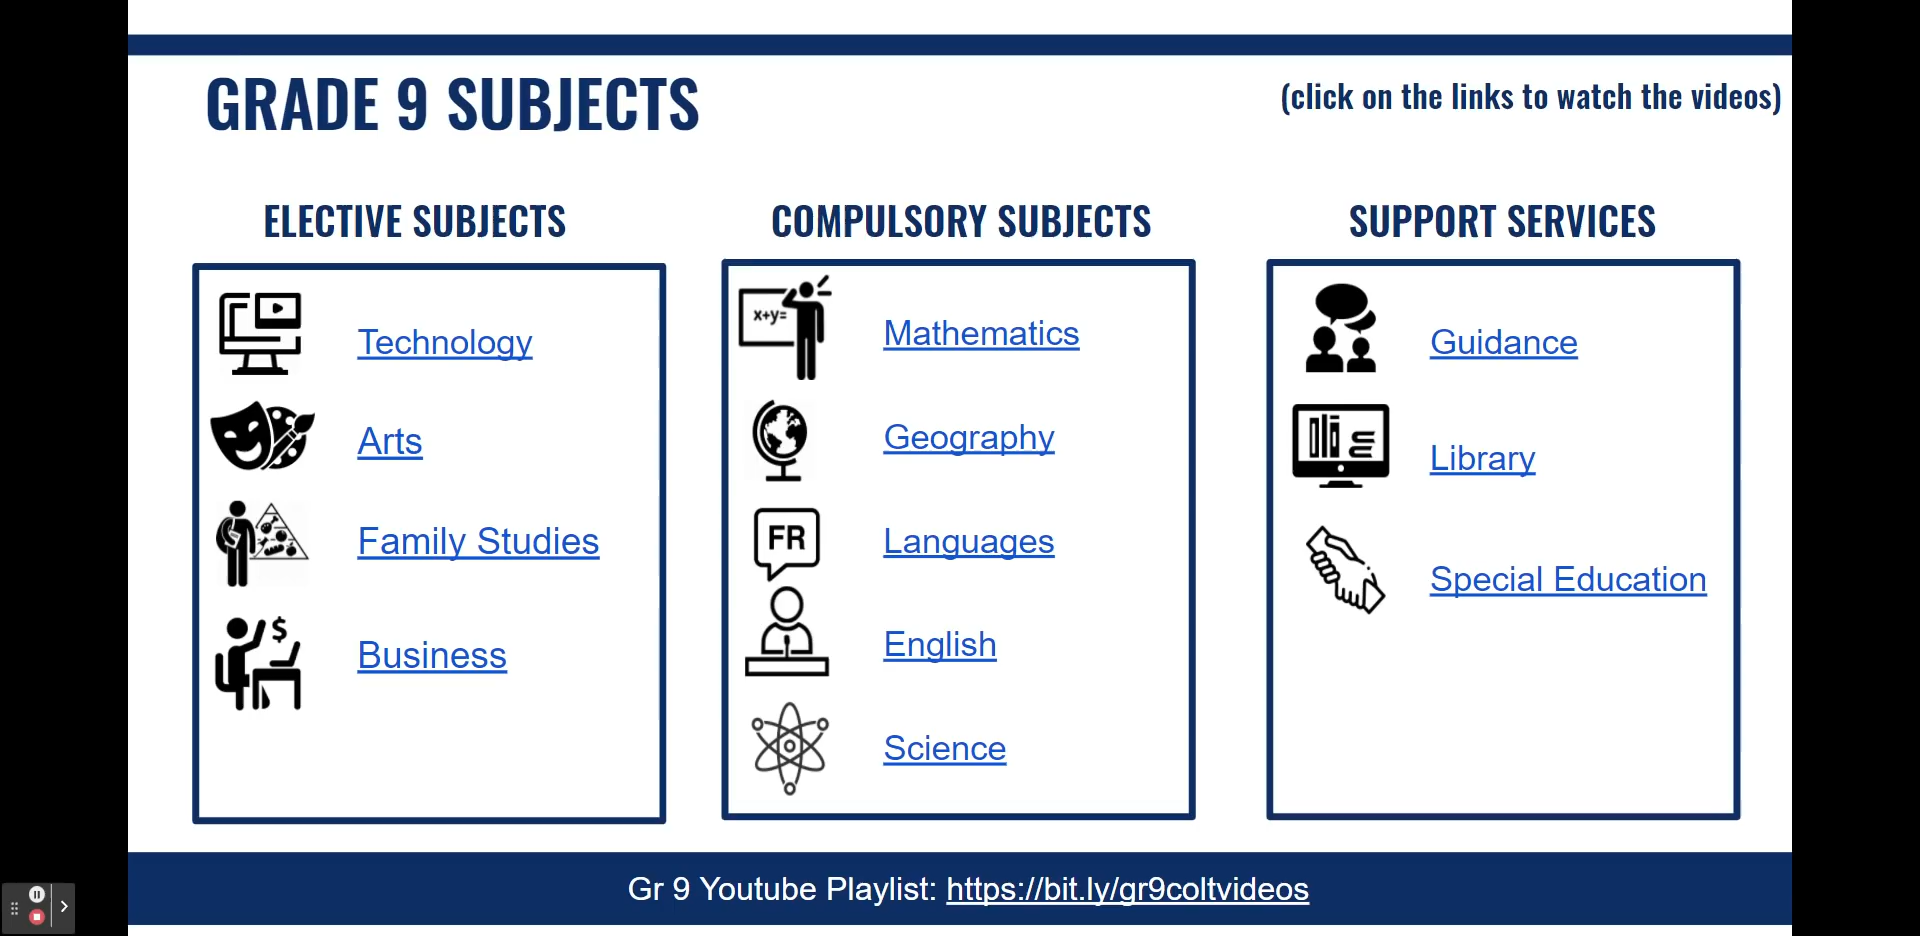 GRADE 9 SUBJECTS
(click on the links to watch the videos)
ELECTIVE SUBJECTS
Technology
Arts
Family Studies
$
Business
COMPULSORY SUBJECTS
x+y=
Mathematics
Geography
FR
Languages
English
Science
SUPPORT SERVICES
Guidance
Library
Special Education
Gr 9 Youtube Playlist: https://bit.ly/gr9coltvideos